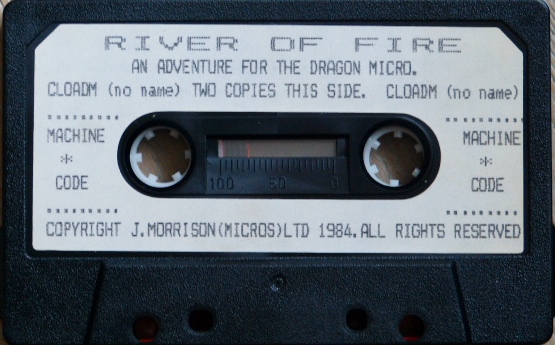 RIVER OF FIRE
AN ADVENTURE FOR THE DRAGON MICRO.
CLOADM (no name) TWO COPIES THIS SIDE. CLOADM (no name)
MACHINE
*
CODE
MACHINE
*
CODE
100 50 0
COPYRIGHT J.MORRISON(MICROS)LTD 1984.ALL RIGHTS RESERVED